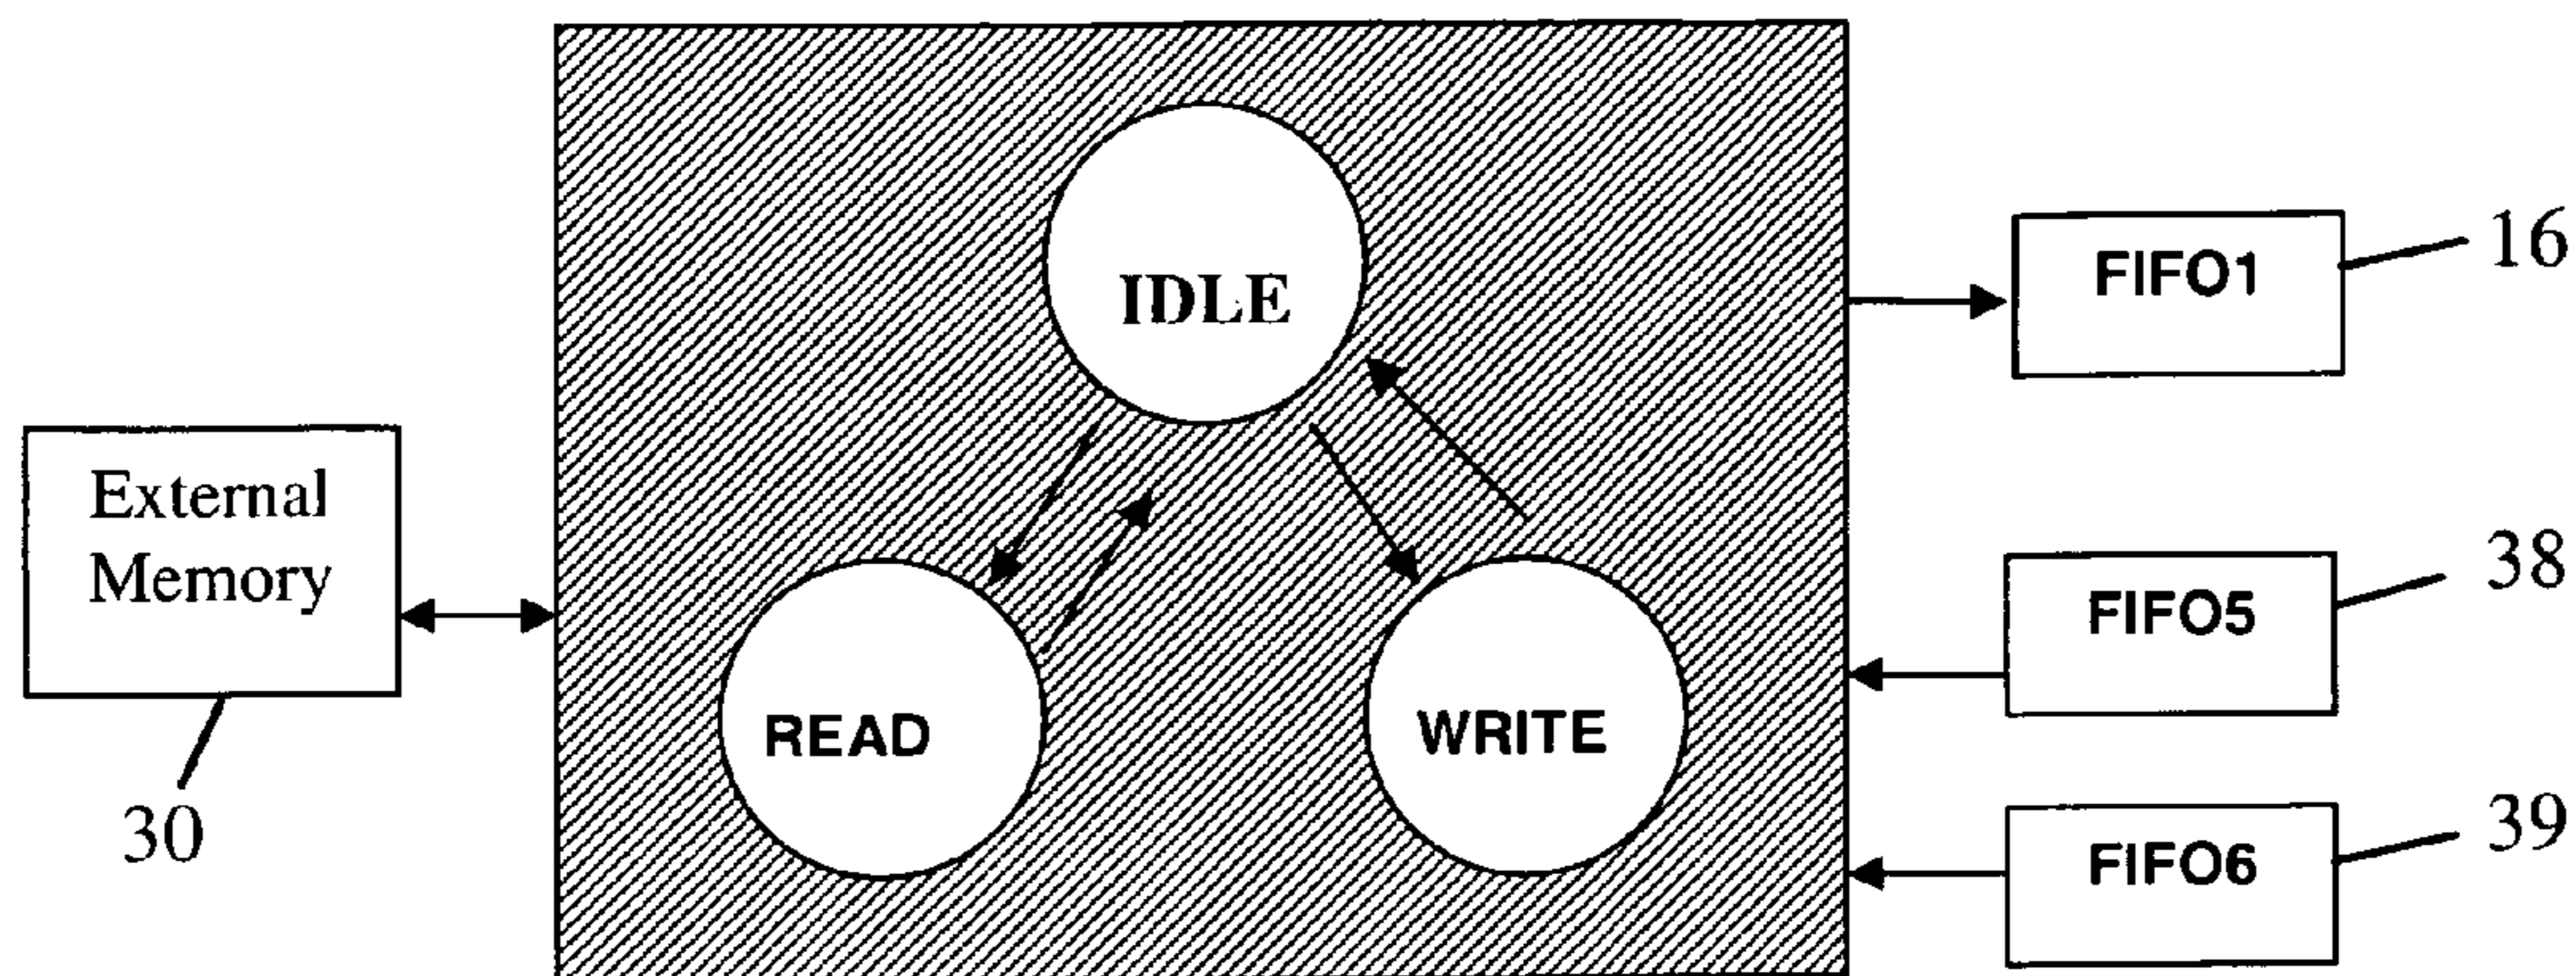 IDLE
READ
WRITE
External
Memory
30
FIFO1
16
FIFO5
38
FIFO6
39